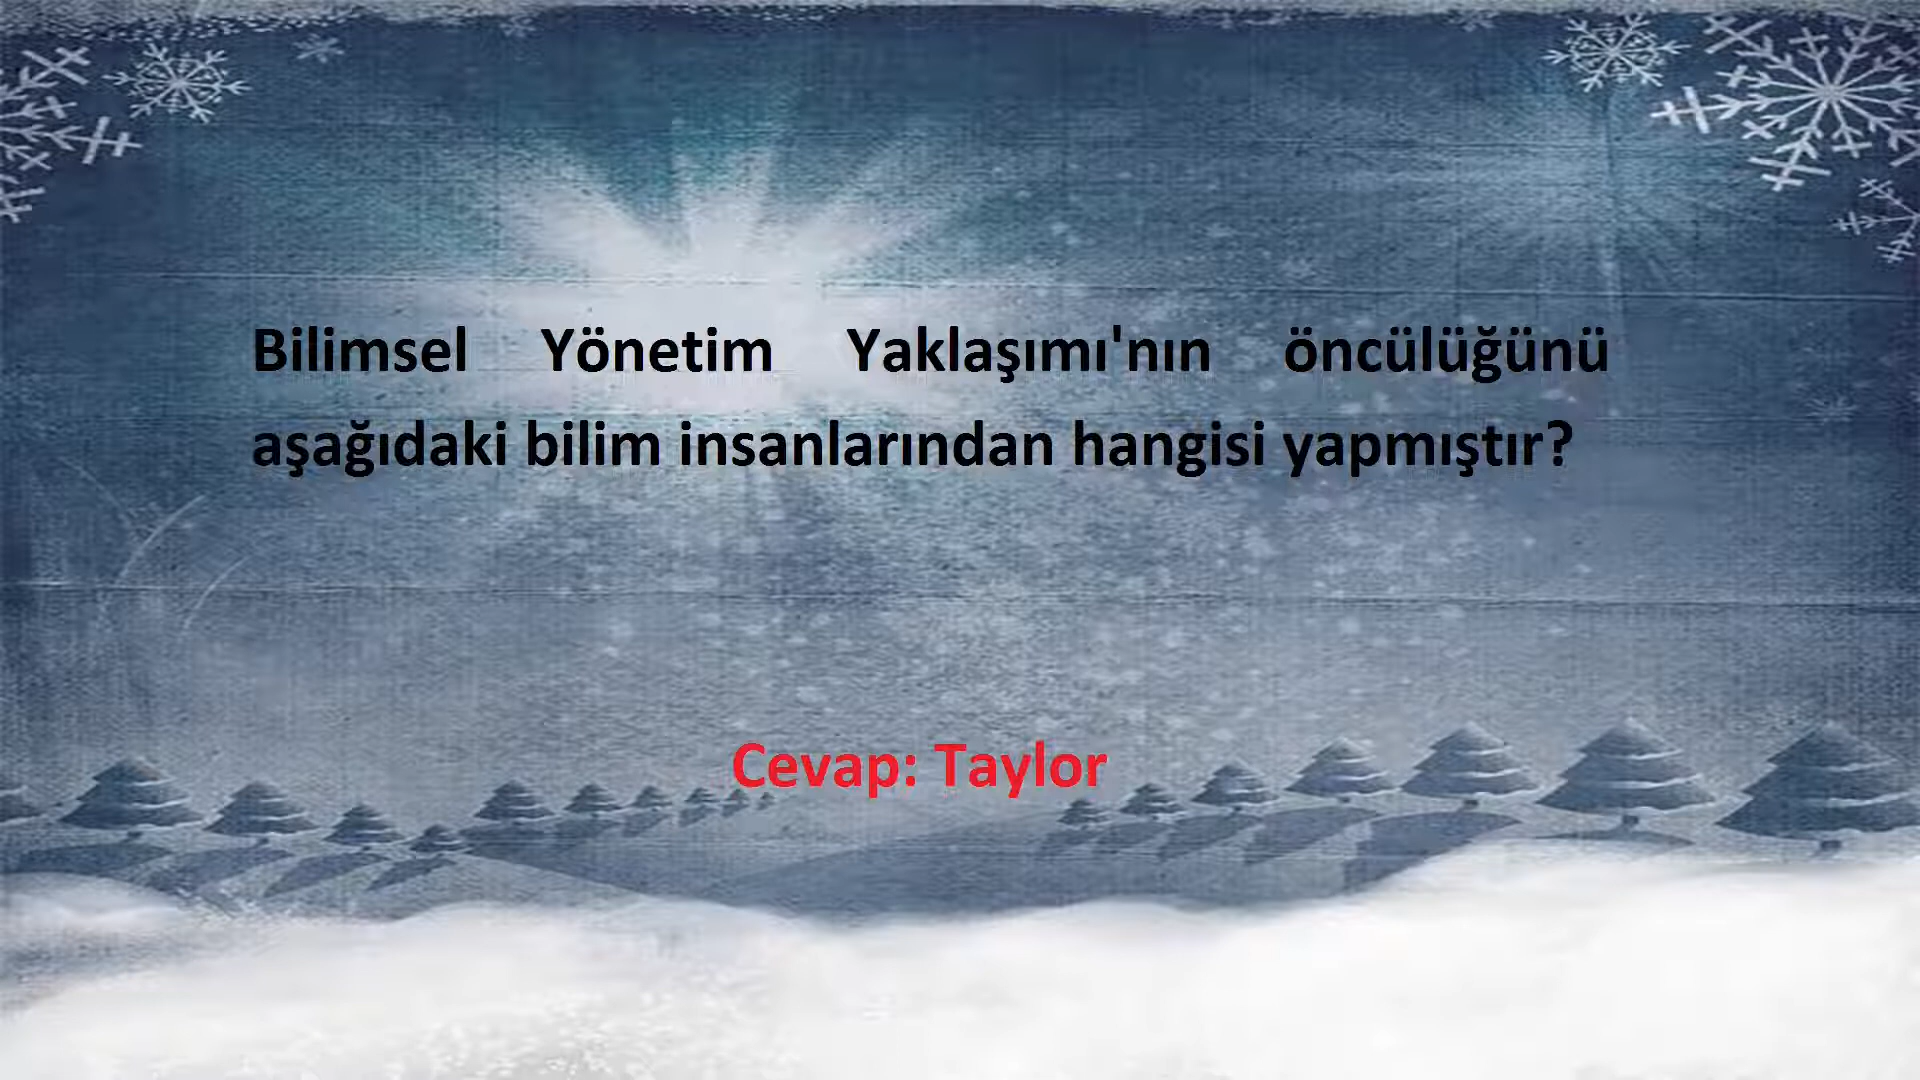 Bilimsel Yönetim Yaklaşımı'nın öncülüğünü
aşağıdaki bilim insanlarından hangisi yapmıştır?
Cevap: Taylor